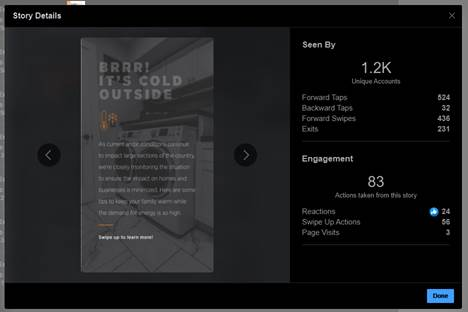 Story Details
BRRR!
IT'S COLD
OUTSIDE
As current arctic conditions continue
to impact large sections of the country,
we're closely monitoring the situation
to ensure the impact on homes and
businesses is minimized. Here are some
tips to keep your family warm while
the demand for energy is so high.
Swipe up to learn more!
Seen By
1.2K
Unique Accounts
Forward Taps 524
Backward Taps 32
Forward Swipes 436
Exits 231
Engagement
83
Actions taken from this story
Reactions 24
Swipe Up Actions 56
Page Visits 3
Done